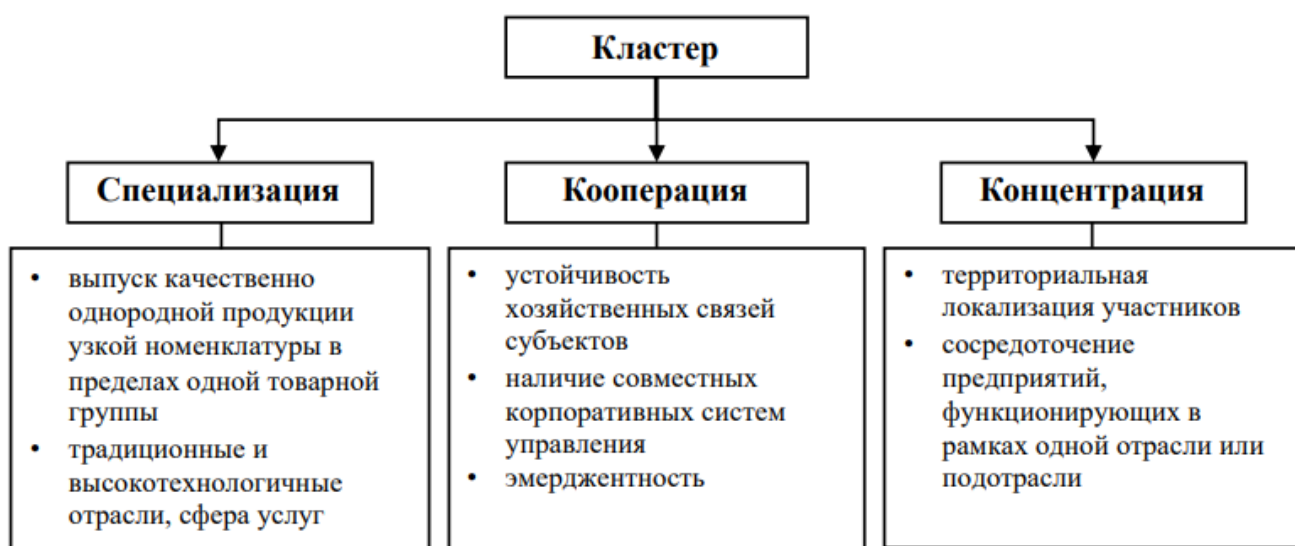 Кластер
Специализация
• выпуск качественно
однородной продукции
узкой номенклатуры в
пределах одной товарной
группы
• традиционные и
высокотехнологичные
отрасли, сфера услуг
Кооперация
• устойчивость
хозяйственных связей
субъектов
• наличие совместных
корпоративных систем
управления
• эмерджентность
Концентрация
• территориальная
локализация участников
• сосредоточение
предприятий,
функционирующих в
рамках одной отрасли или
подотрасли